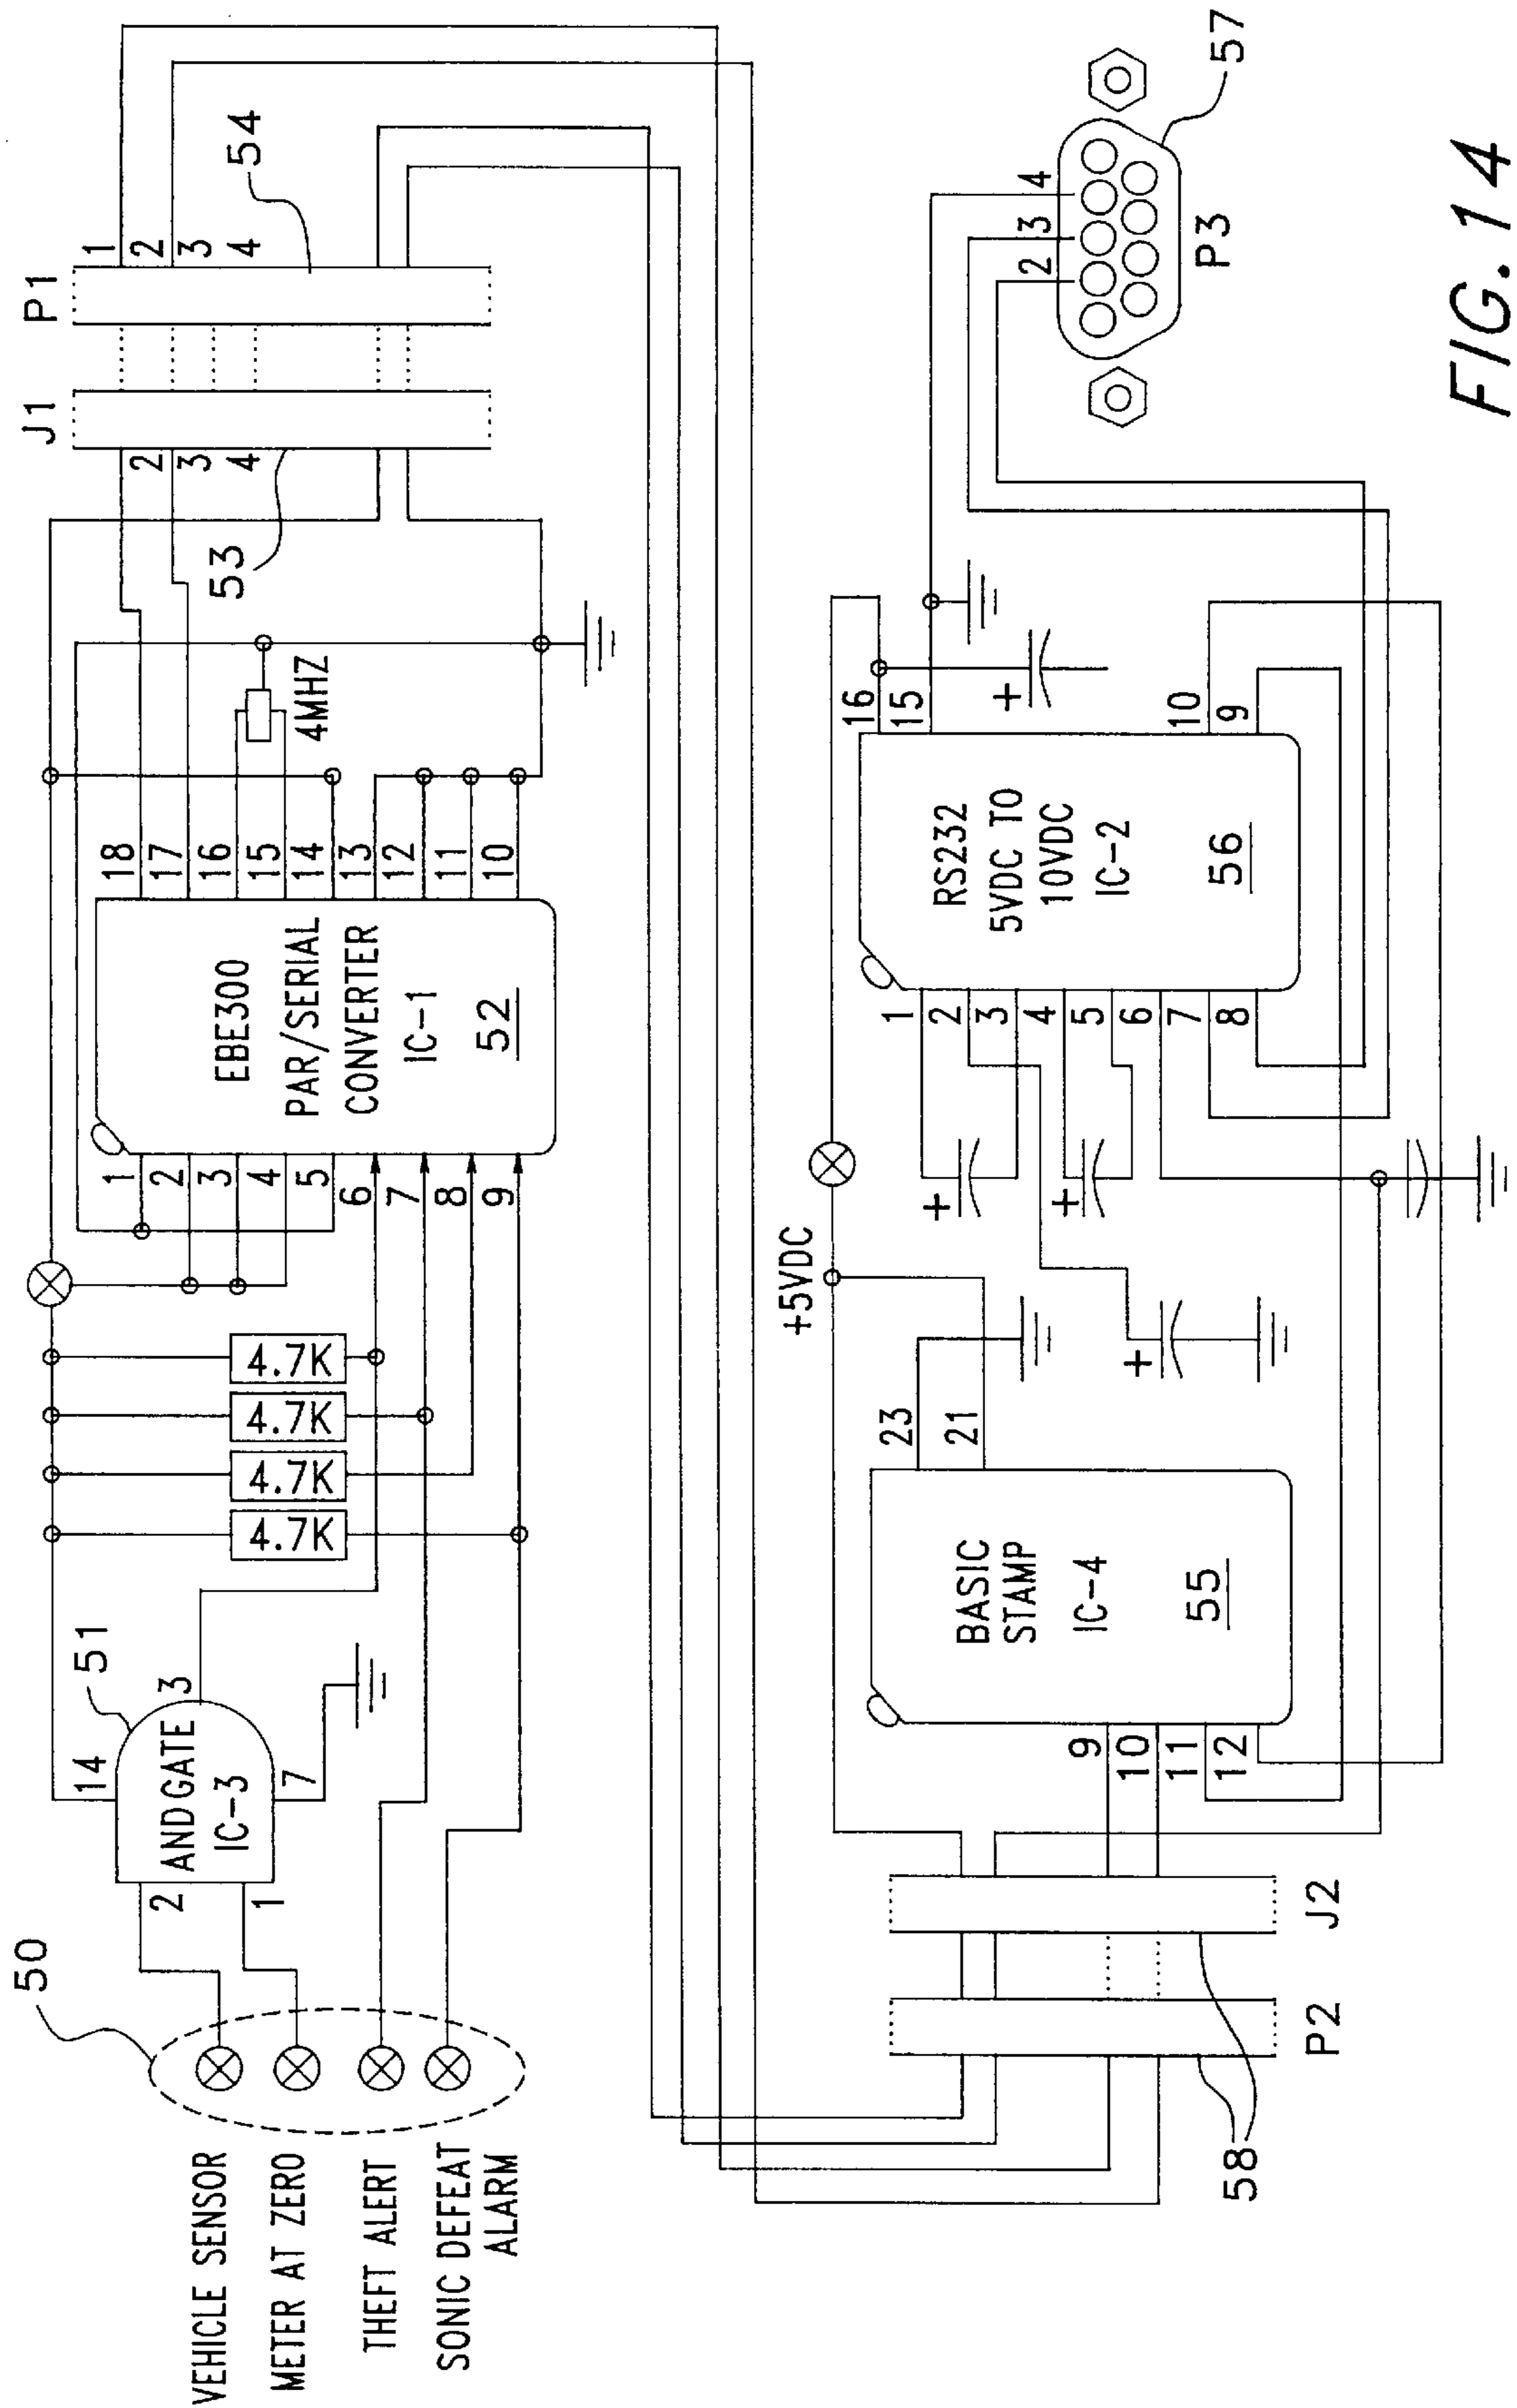 50
VEHICLE SENSOR
METER AT ZERO
THEFT ALERT
SONIC DEFEAT
ALARM
2
1
14
7
3
51
ANDGATE
IC-3
4.7K
4.7K
4.7K
4.7K
1
2
3
4
5
6
7
8
9
EBE300
PAR/SERIAL
CONVERTER
IC-1
52
18
17
16
15
14
13
12
11
10
4MHZ
J1
2
3
4
53
P1
1
2
3
4
54
58
P2
J2
9
10
11
12
BASIC
STAMP
IC-4
55
23
21
+5VDC
+
+
+
1
2
3
4
5
6
7
8
RS232
5VDC TO
10VDC
IC-2
56
16
15
10
9
+
2
3
4
P3
57
FIG. 14